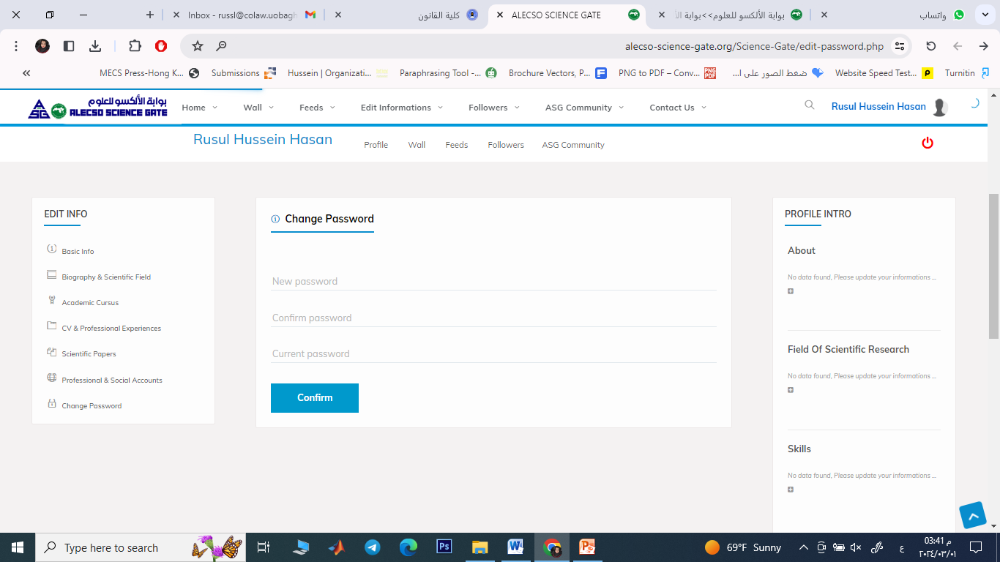 Inbox - russl@colaw.uobagh
كلية القانون
ALECSO SCIENCE GATE
بوابة الألكسو للعلوم>>بوابة الأ
واتساب
alecso-science-gate.org/Science-Gate/edit-password.php
MECS Press-Hong K...
Submissions
Hussein | Organizati...
Paraphrasing Tool -...
Brochure Vectors, P...
PNG to PDF – Conv...
ضغط الصور على ا...
Website Speed Test...
Turnitin
بوابة الألكسو للعلوم
ALECSO SCIENCE GATE
Home
Wall
Feeds
Edit Informations
Followers
ASG Community
Contact Us
Rusul Hussein Hasan
Rusul Hussein Hasan
Profile
Wall
Feeds
Followers
ASG Community
EDIT INFO
Basic Info
Biography & Scientific Field
Academic Cursus
CV & Professional Experiences
Scientific Papers
Professional & Social Accounts
Change Password
Change Password
New password
Confirm password
Current password
Confirm
PROFILE INTRO
About
No data found, Please update your informations ...
Field Of Scientific Research
No data found, Please update your informations ...
Skills
No data found, Please update your informations ...
Type here to search
69°F Sunny
ع
03:41 م
٢٠٢٤/٠٣/٠١